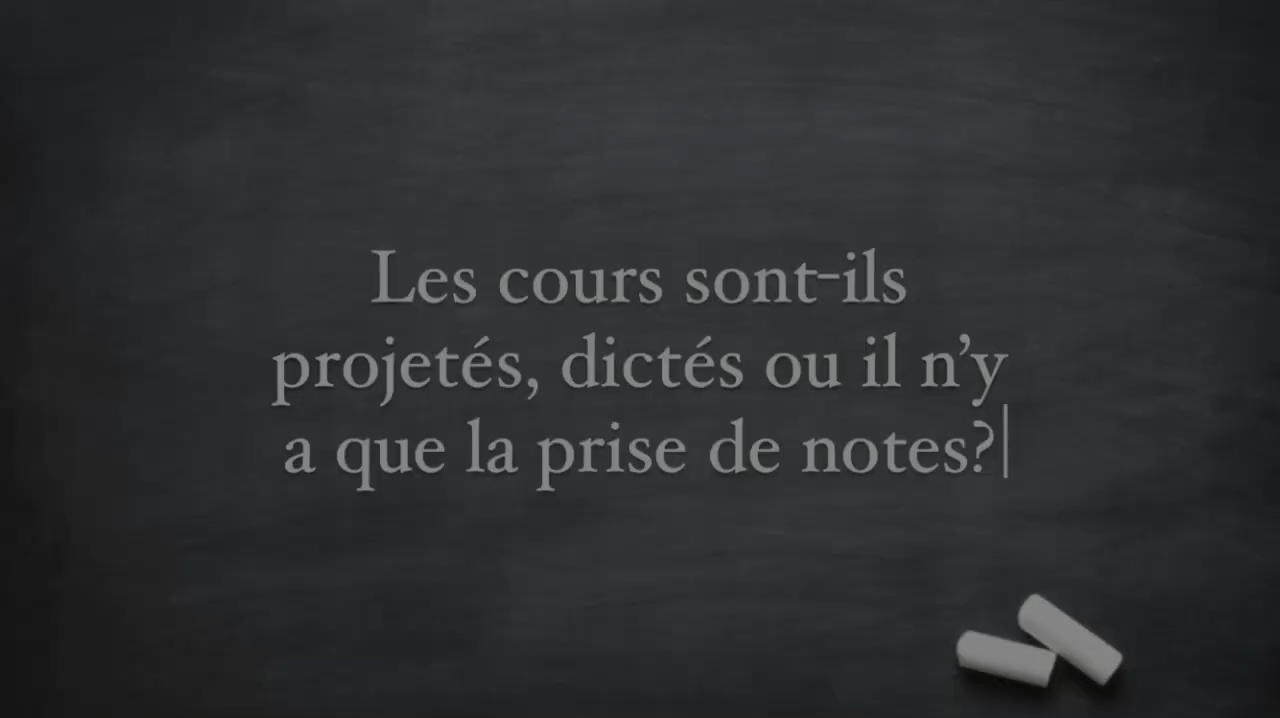 Les cours sont-ils
projetés, dictés ou il n’y
a que la prise de notes?